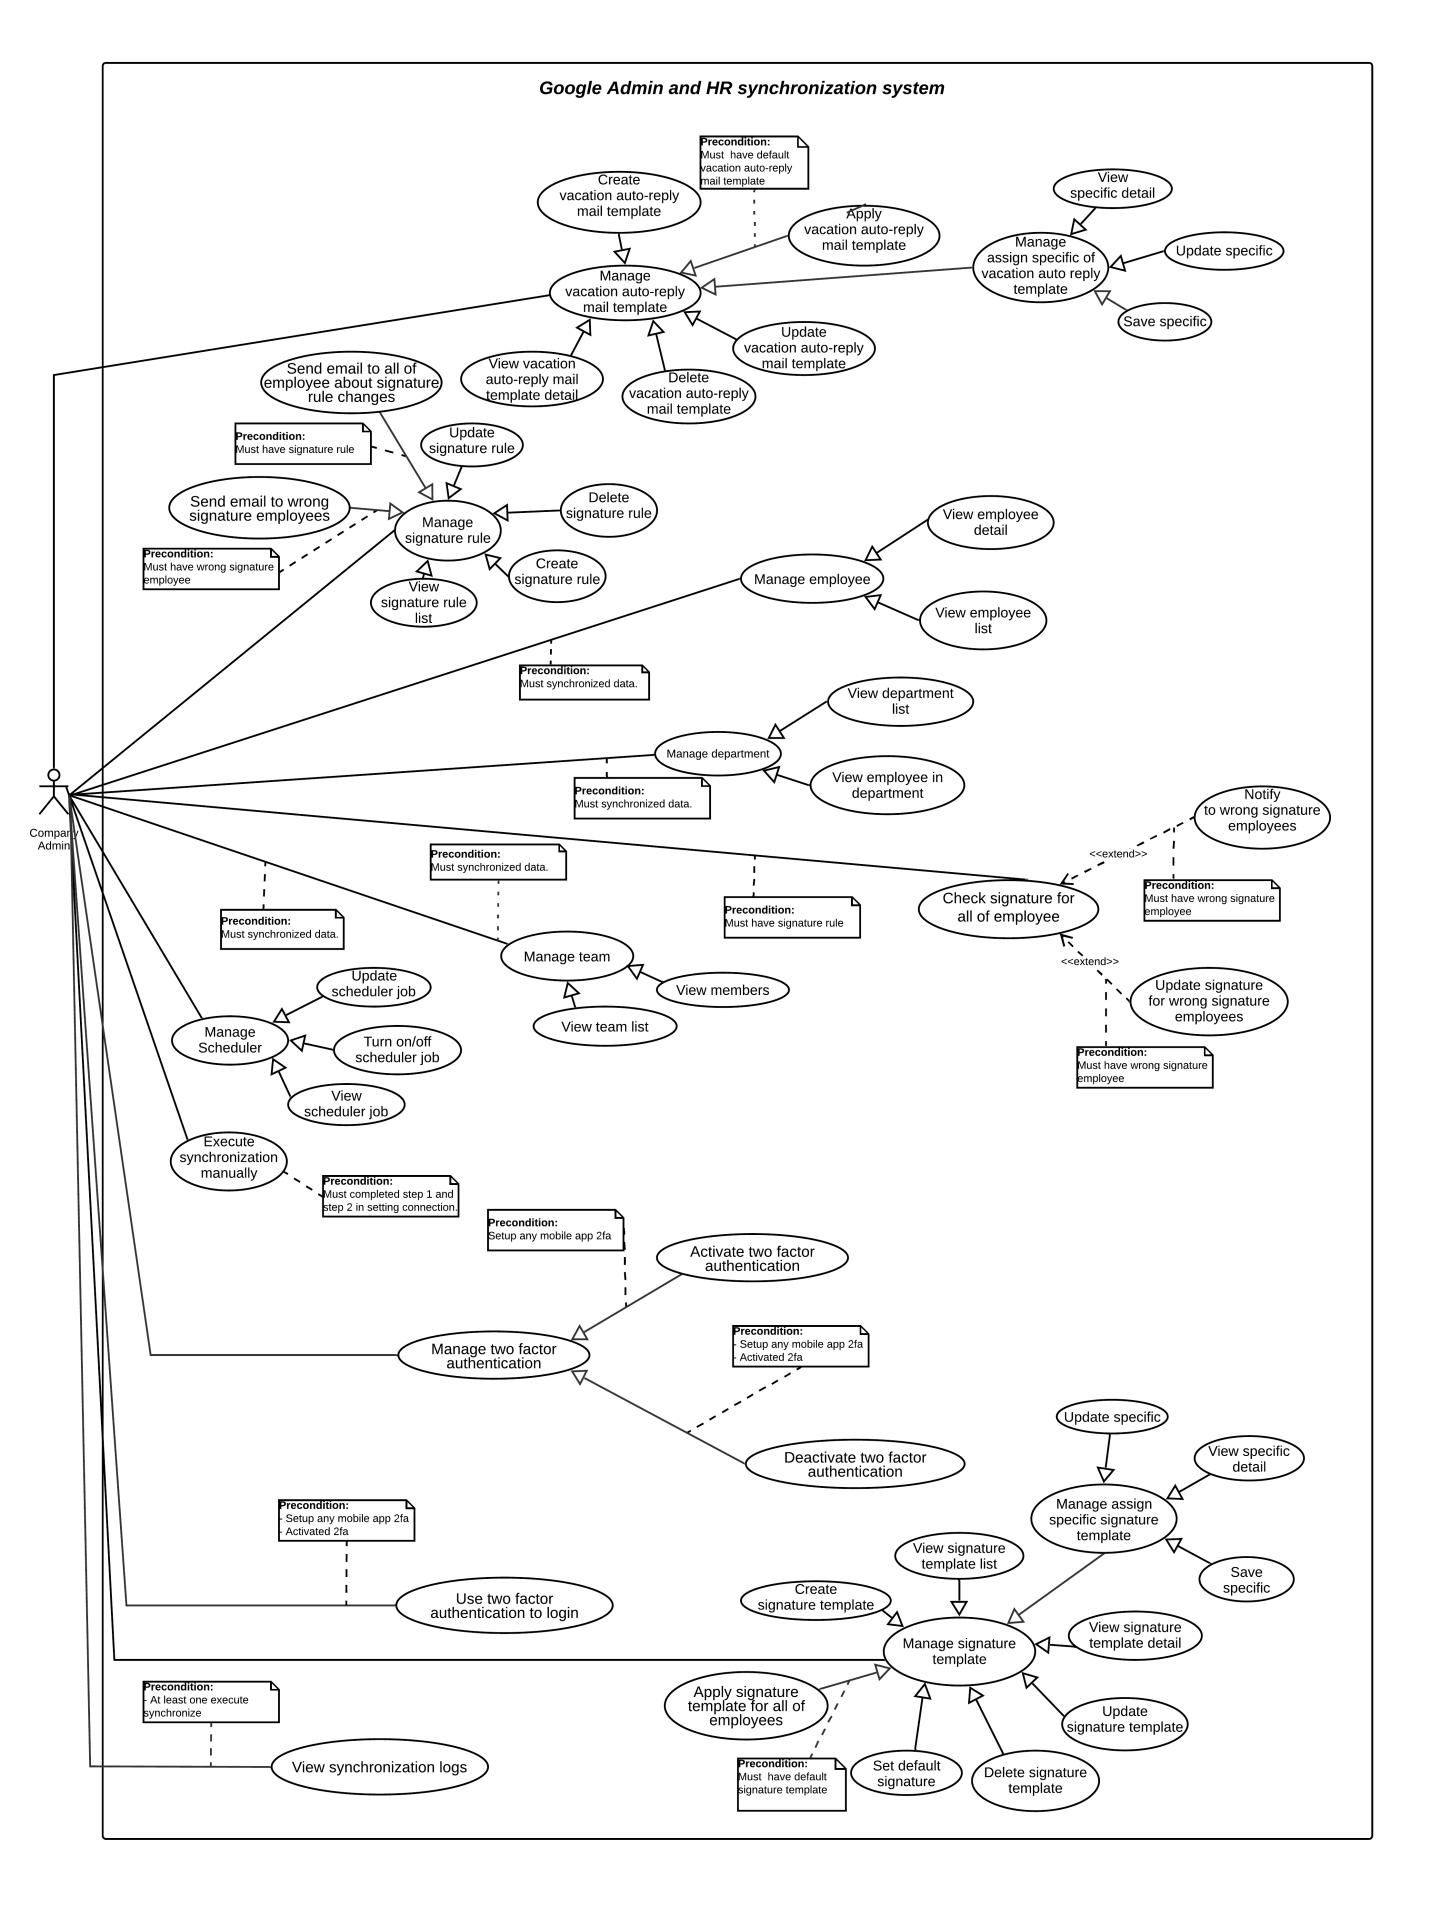 Google Admin and HR synchronization system
Precondition:
Must  have default
vacation auto-reply
mail template
Create
vacation auto-reply
mail template
Apply
vacation auto-reply
mail template
View
specific detail
Manage
assign specific of
vacation auto reply
template
Update specific
Save specific
Manage
vacation auto-reply
mail template
Update
vacation auto-reply
mail template
View vacation
auto-reply mail
template detail
Delete
vacation auto-reply
mail template
Send email to all of
employee about signature
rule changes
Precondition:
Must have signature rule
Update
signature rule
Send email to wrong
signature employees
Delete
signature rule
Manage
signature rule
Precondition:
Must have wrong signature
employee
Create
signature rule
View
signature rule
list
View employee
detail
Manage employee
View employee
list
Precondition:
Must synchronized data.
View department
list
Manage department
View employee in
department
Precondition:
Must synchronized data.
Company
Admin
Notify
to wrong signature
employees
<<extend>>
Precondition:
Must synchronized data.
Precondition:
Must have wrong signature
employee
Check signature for
all of employee
Precondition:
Must have signature rule
Precondition:
Must synchronized data.
Manage team
<<extend>>
View members
View team list
Update signature
for wrong signature
employees
Precondition:
Must have wrong signature
employee
Update
scheduler job
Manage
Scheduler
Turn on/off
scheduler job
View
scheduler job
Execute
synchronization
manually
Precondition:
Must completed step 1 and
step 2 in setting connection.
Precondition:
Setup any mobile app 2fa
Activate two factor
authentication
Manage two factor
authentication
Precondition:
- Setup any mobile app 2fa
- Activated 2fa
Deactivate two factor
authentication
Update specific
View specific
detail
Manage assign
specific signature
template
Save
specific
Precondition:
- Setup any mobile app 2fa
- Activated 2fa
Use two factor
authentication to login
View signature
template list
Create
signature template
Manage signature
template
View signature
template detail
Update
signature template
Apply signature
template for all of
employees
Precondition:
Must  have default
signature template
Set default
signature
Delete signature
template
Precondition:
- At least one execute
synchronize
View synchronization logs